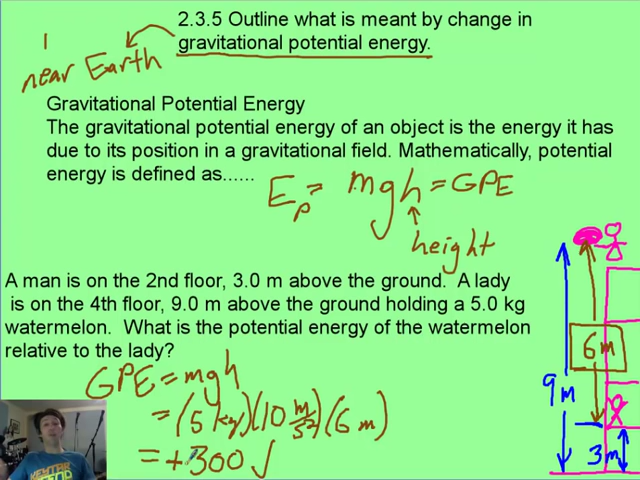 2.3.5 Outline what is meant by change in
gravitational potential energy.
near Earth
Gravitational Potential Energy
The gravitational potential energy of an object is the energy it has
due to its position in a gravitational field. Mathematically, potential
energy is defined as......
Ep = mgh = GPE
height
A man is on the 2nd floor, 3.0 m above the ground. A lady
is on the 4th floor, 9.0 m above the ground holding a 5.0 kg
watermelon. What is the potential energy of the watermelon
relative to the lady?
GPE = mgh
= (5 kg)(10 m/s²)(6 m)
= +300 J
6 m
9 m
3 m